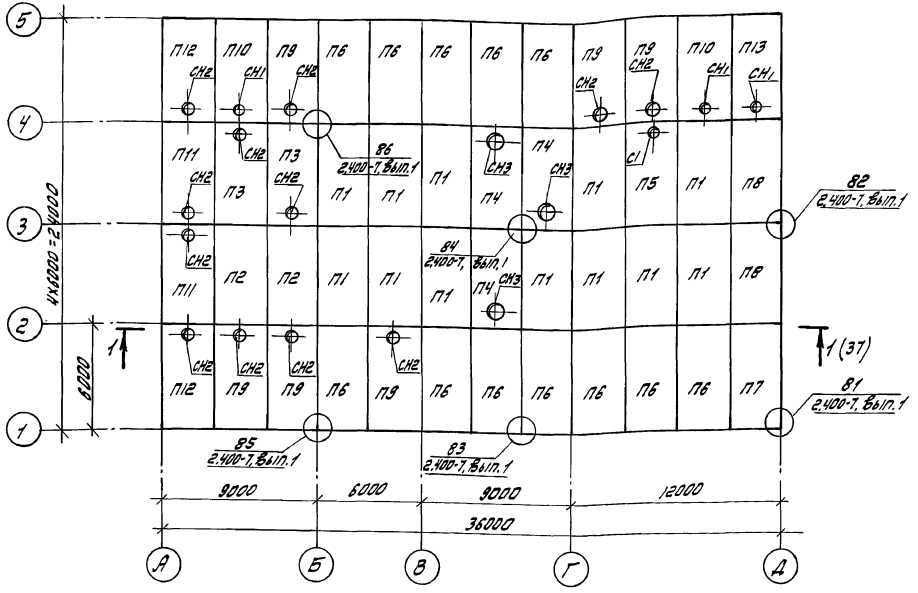 5
П12 П10 П9 П6 П6 П6 П6 П6 П9 П9 П10 П13
СН2 СН1 СН2 СН2 СН2 СН1 СН1
4
86
2.400-7, Вып.1
П11 СН2 П3 СН3 П4 С1
СН2 П3 СН2 П1 П1 П1 П4 СН3 П1 П5 П1 П8
82
2.400-7, Вып.1
3
84
2.400-7, Вып.1
СН2
П11 П2 П2 П1 П1 П1 П4 СН3 П1 П1 П1 П1 П8
2
1
1 (37)
СН2 СН2 СН2 СН2
П12 П9 П9 П6 П9 П6 П6 П6 П6 П6 П6 П7
81
2.400-7, Вып.1
1
85
2.400-7, Вып.1
83
2.400-7, Вып.1
4х6000=24000
6000
9000 6000 9000 12000
36000
А Б В Г Д